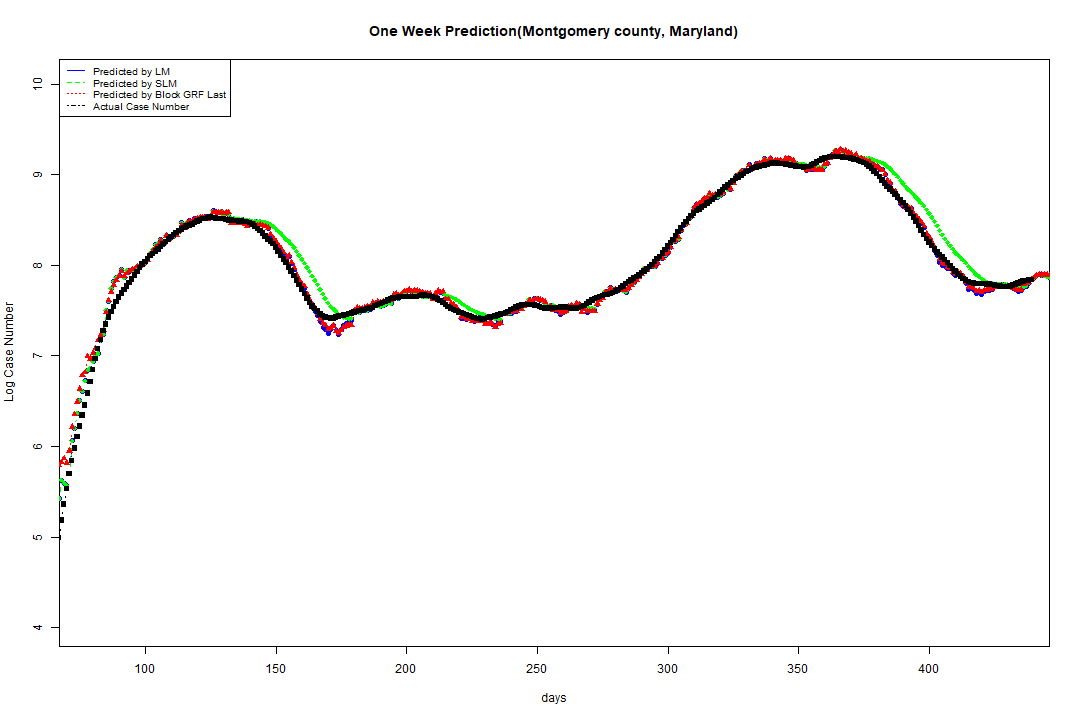 One Week Prediction(Montgomery county, Maryland)
Predicted by LM
Predicted by SLM
Predicted by Block GRF Last
Actual Case Number
10
9
8
7
6
5
4
Log Case Number
100 150 200 250 300 350 400
days